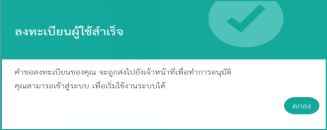 ลงทะเบียนผู้ใช้สำเร็จ
คำขอลงทะเบียนของคุณ จะถูกส่งไปยังเจ้าหน้าที่เพื่อทำการอนุมัติ
คุณสามารถเข้าสู่ระบบ เพื่อเริ่มใช้งานระบบได้
ตกลง